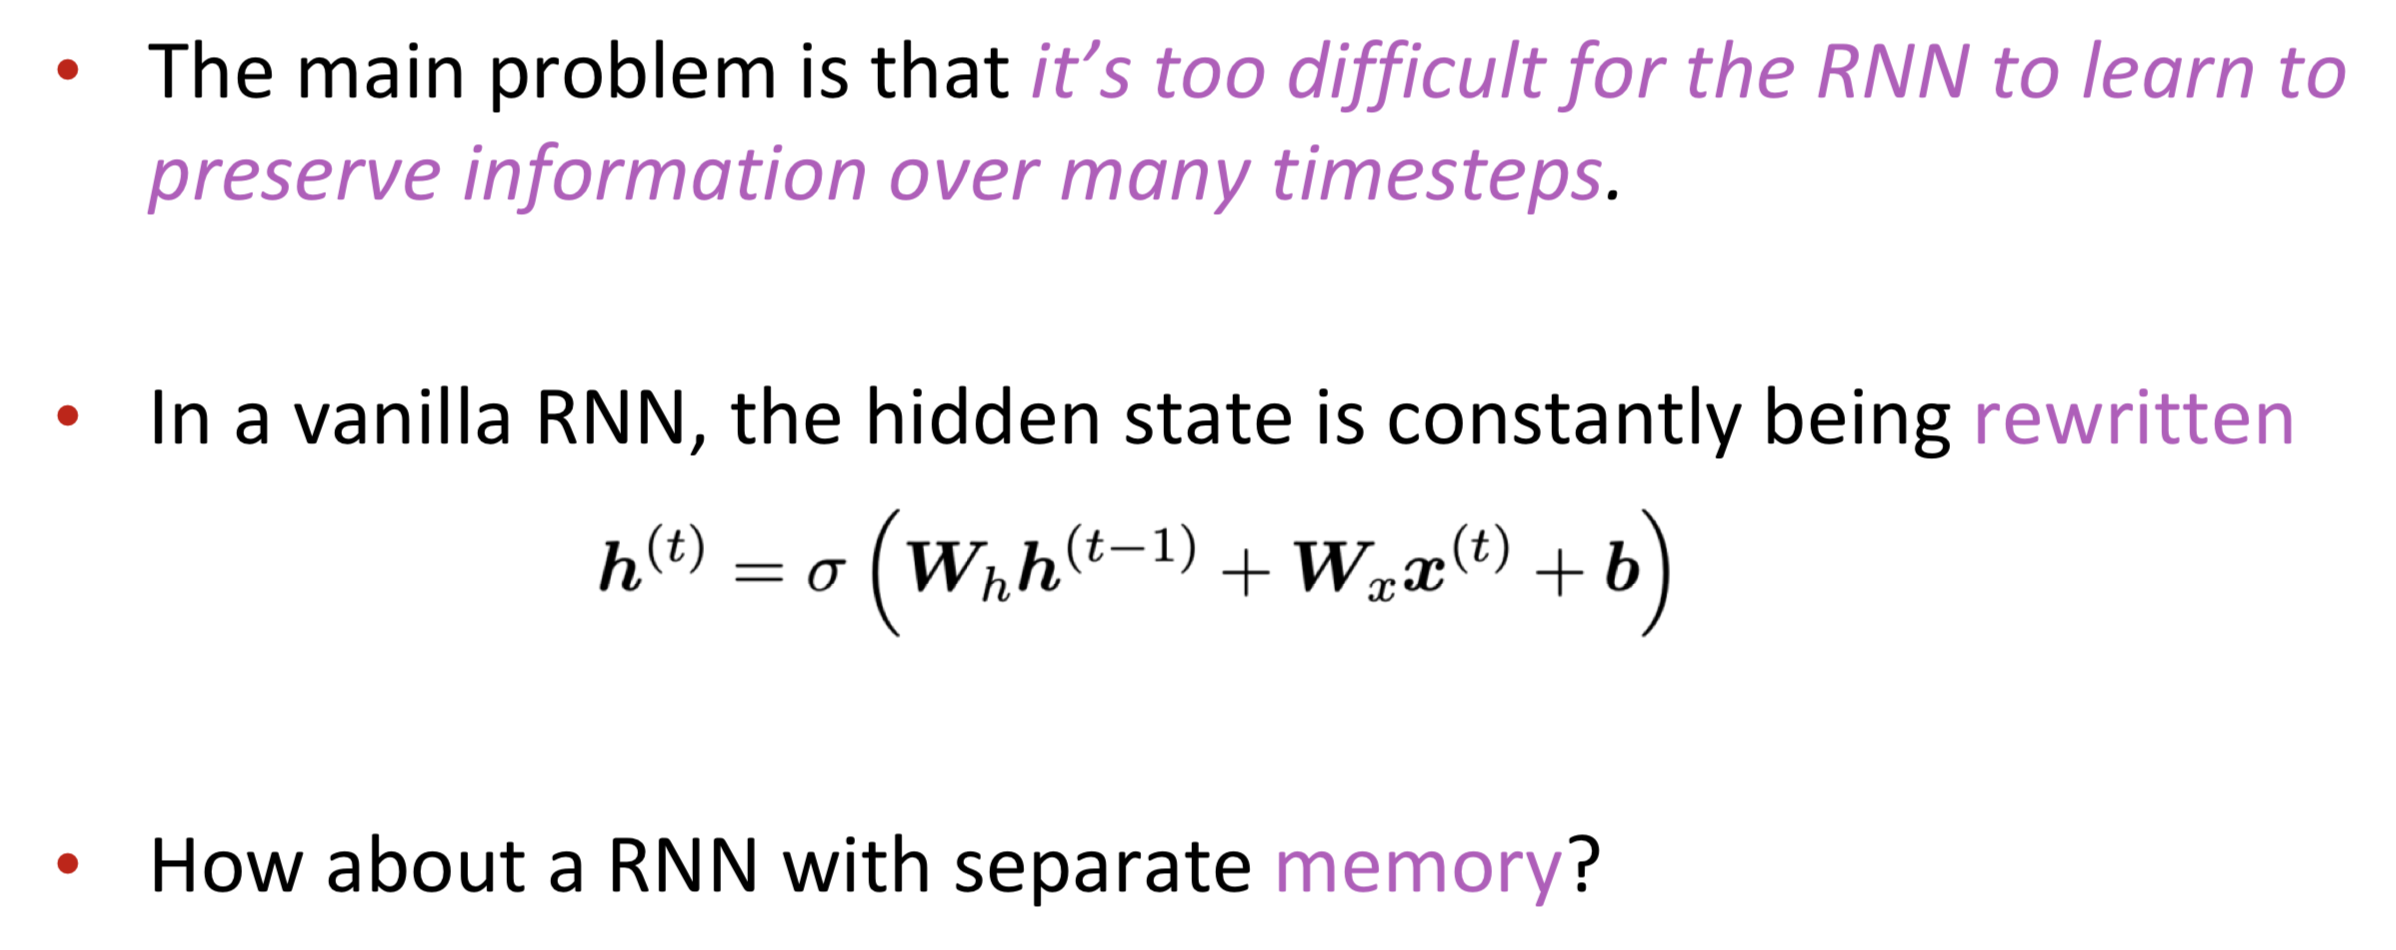 • The main problem is that it’s too difficult for the RNN to learn to
preserve information over many timesteps.
• In a vanilla RNN, the hidden state is constantly being rewritten
$\boldsymbol{h}^{(t)} = \sigma\left(\boldsymbol{W}_h \boldsymbol{h}^{(t-1)} + \boldsymbol{W}_x \boldsymbol{x}^{(t)} + \boldsymbol{b}\right)$
• How about a RNN with separate memory?